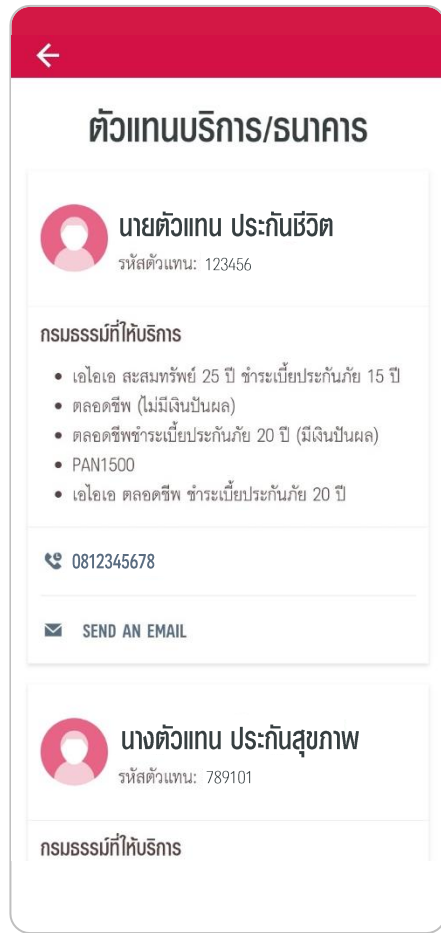 ตัวแทนบริการ/ธนาคาร
นายตัวแทน ประกันชีวิต
รหัสตัวแทน: 123456
กรมธรรม์ที่ให้บริการ
เอไอเอ สะสมทรัพย์ 25 ปี ชำระเบี้ยประกันภัย 15 ปี
ตลอดชีพ (ไม่มีเงินปันผล)
ตลอดชีพชำระเบี้ยประกันภัย 20 ปี (มีเงินปันผล)
PAN1500
เอไอเอ ตลอดชีพ ชำระเบี้ยประกันภัย 20 ปี
0812345678
SEND AN EMAIL
นางตัวแทน ประกันสุขภาพ
รหัสตัวแทน: 789101
กรมธรรม์ที่ให้บริการ